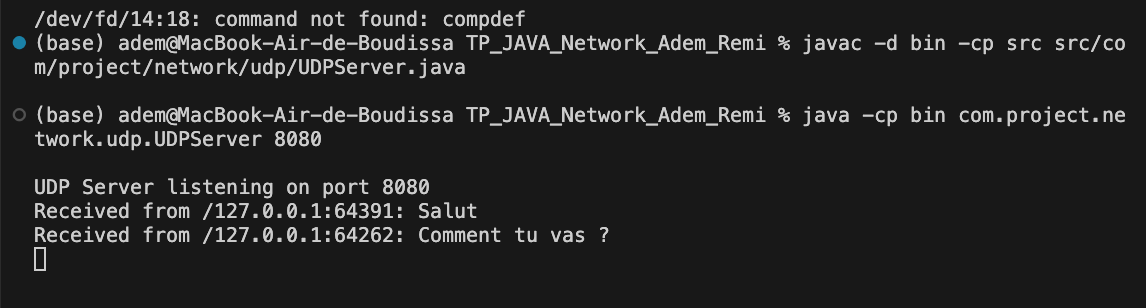 /dev/fd/14:18: command not found: compdef
(base) adem@MacBook-Air-de-Boudissa TP_JAVA_Network_Adem_Remi % javac -d bin -cp src src/co
m/project/network/udp/UDPServer.java
(base) adem@MacBook-Air-de-Boudissa TP_JAVA_Network_Adem_Remi % java -cp bin com.project.ne
twork.udp.UDPServer 8080
UDP Server listening on port 8080
Received from /127.0.0.1:64391: Salut
Received from /127.0.0.1:64262: Comment tu vas ?